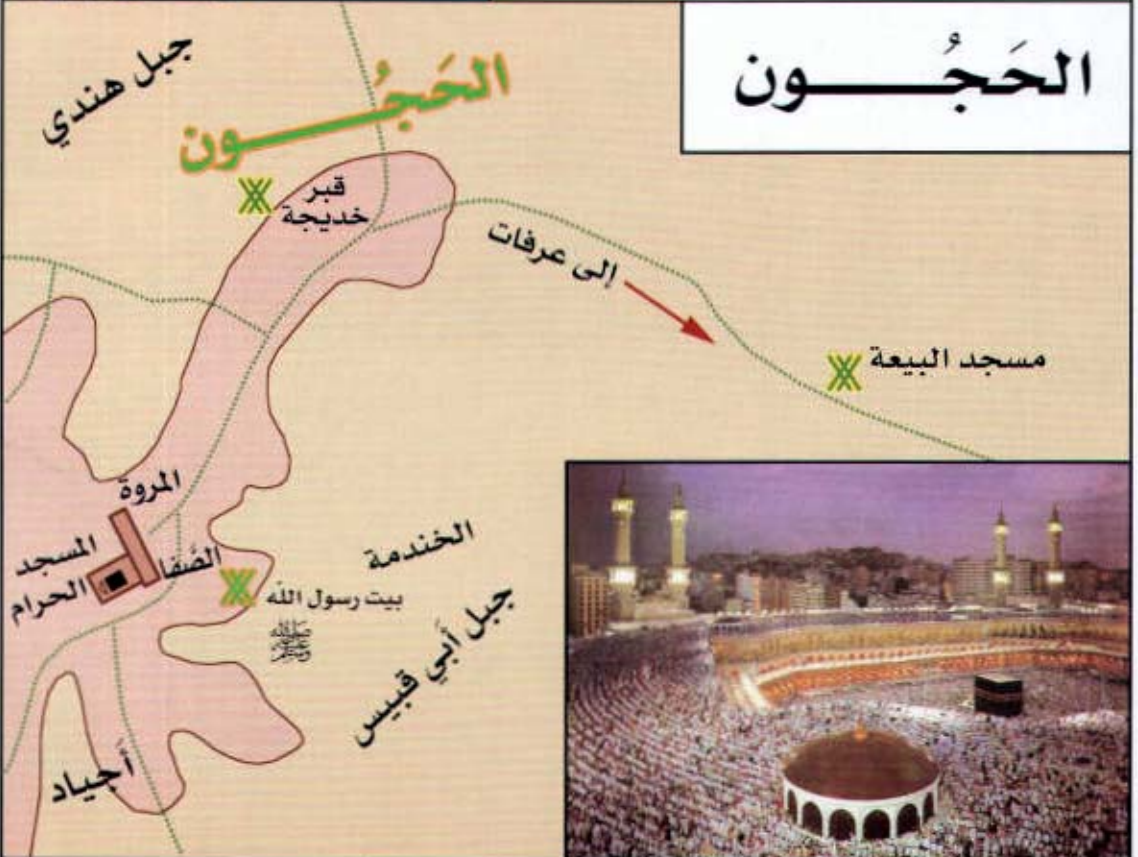 الحَجُـــــون
جبل هندي
الحَجُـــــون
قبر
خديجة
إلى عرفات
مسجد البيعة
المروة
المسجد
الحرام
الصَّفا
الخندمة
بيت رسول الله
ﷺ
جبل أبي قبيس
أجياد